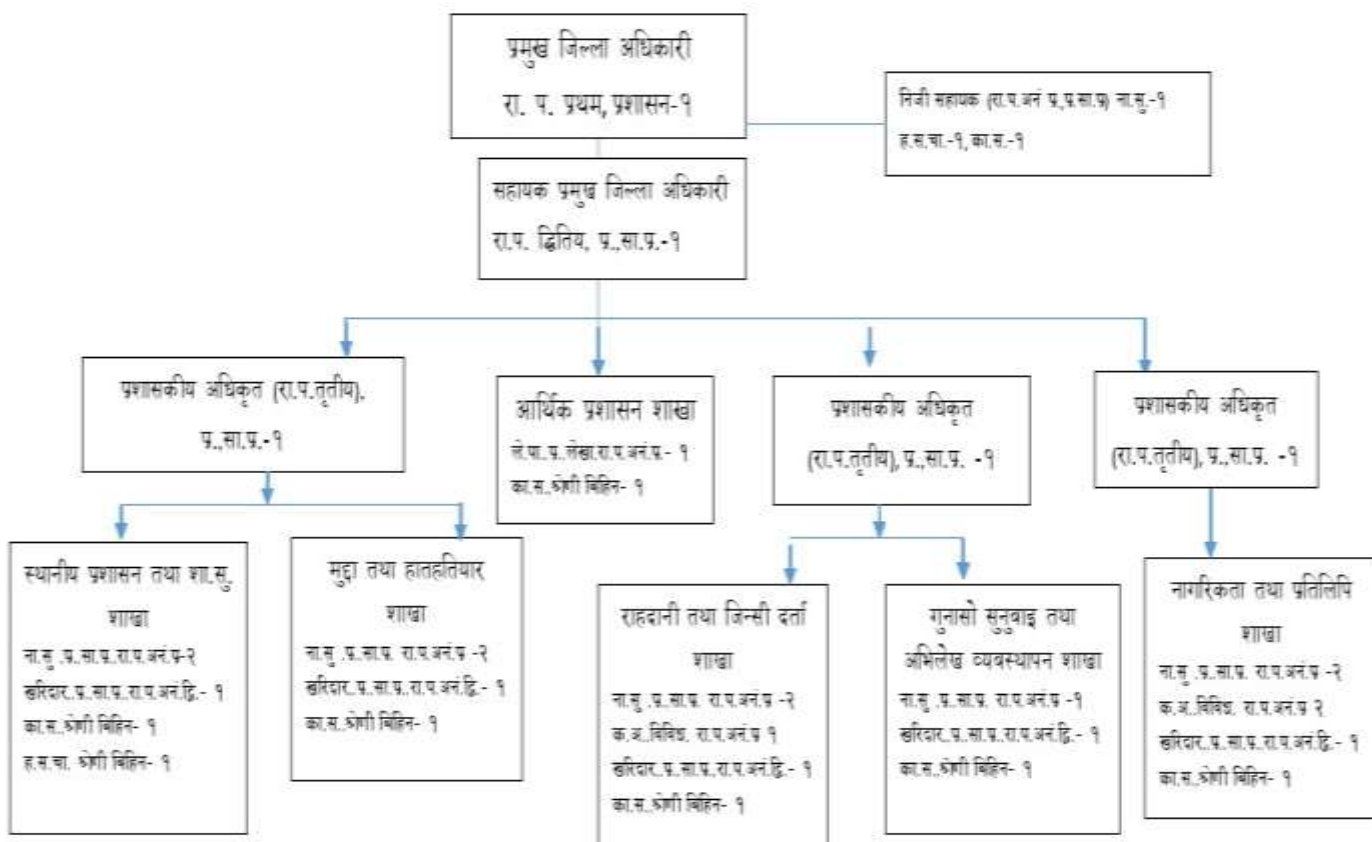 प्रमुख जिल्ला अधिकारी
रा. प. प्रथम, प्रशासन-१
निजी सहायक (रा.प.अनं प्र.,प्र.सा.प्र) ना.सु.-१
ह.स.चा.-१, का.स.-१
सहायक प्रमुख जिल्ला अधिकारी
रा.प. द्धितिय, प्र.,सा.प्र.-१
प्रशासकीय अधिकृत (रा.प.तृतीय),
प्र.,सा.प्र.-१
आर्थिक प्रशासन शाखा
ले.पा..प्र..लेखा.रा.प.अनं.प्र.- १
का.स..श्रेणी बिहिन- १
प्रशासकीय अधिकृत
(रा.प.तृतीय), प्र.,सा.प्र. -१
प्रशासकीय अधिकृत
(रा.प.तृतीय), प्र.,सा.प्र. -१
स्थानीय प्रशासन तथा शा.सु.
शाखा
ना.सु .प्र..सा.प्र..रा.प.अनं.प्र-२
खरिदार..प्र..सा.प्र..रा.प.अनं.द्वि.- १
का.स..श्रेणी बिहिन- १
ह.स.चा. श्रेणी बिहिन- १
मुद्दा तथा हातहतियार
शाखा
ना.सु .प्र..सा.प्र. रा.प.अनं.प्र -२
खरिदार..प्र..सा.प्र..रा.प.अनं.द्वि.- १
का.स..श्रेणी बिहिन- १
राहदानी तथा जिन्सी दर्ता
शाखा
ना.सु .प्र..सा.प्र. रा.प.अनं.प्र -२
क.अ..विविध. रा.प.अनं.प्र १
खरिदार..प्र..सा.प्र..रा.प.अनं.द्वि.- १
का.स..श्रेणी बिहिन- १
गुनासो सुनुबाइ तथा
अभिलेख व्यबस्थापन शाखा
ना.सु .प्र..सा.प्र. रा.प.अनं.प्र -१
खरिदार..प्र..सा.प्र..रा.प.अनं.द्वि.- १
का.स..श्रेणी बिहिन- १
नागरिकता तथा प्रतिलिपि
शाखा
ना.सु .प्र..सा.प्र. रा.प.अनं.प्र -२
क.अ..विविध. रा.प.अनं.प्र २
खरिदार..प्र..सा.प्र..रा.प.अनं.द्वि.- १
का.स..श्रेणी बिहिन- १